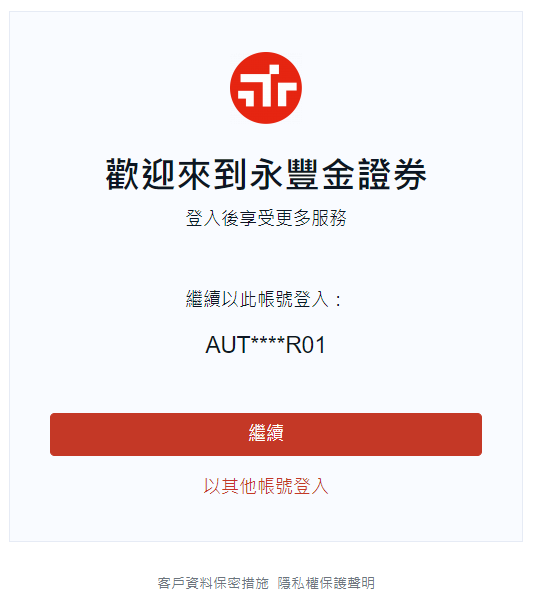 歡迎來到永豐金證券
登入後享受更多服務
繼續以此帳號登入：
AUT****R01
繼續
以其他帳號登入
客戶資料保密措施 隱私權保護聲明